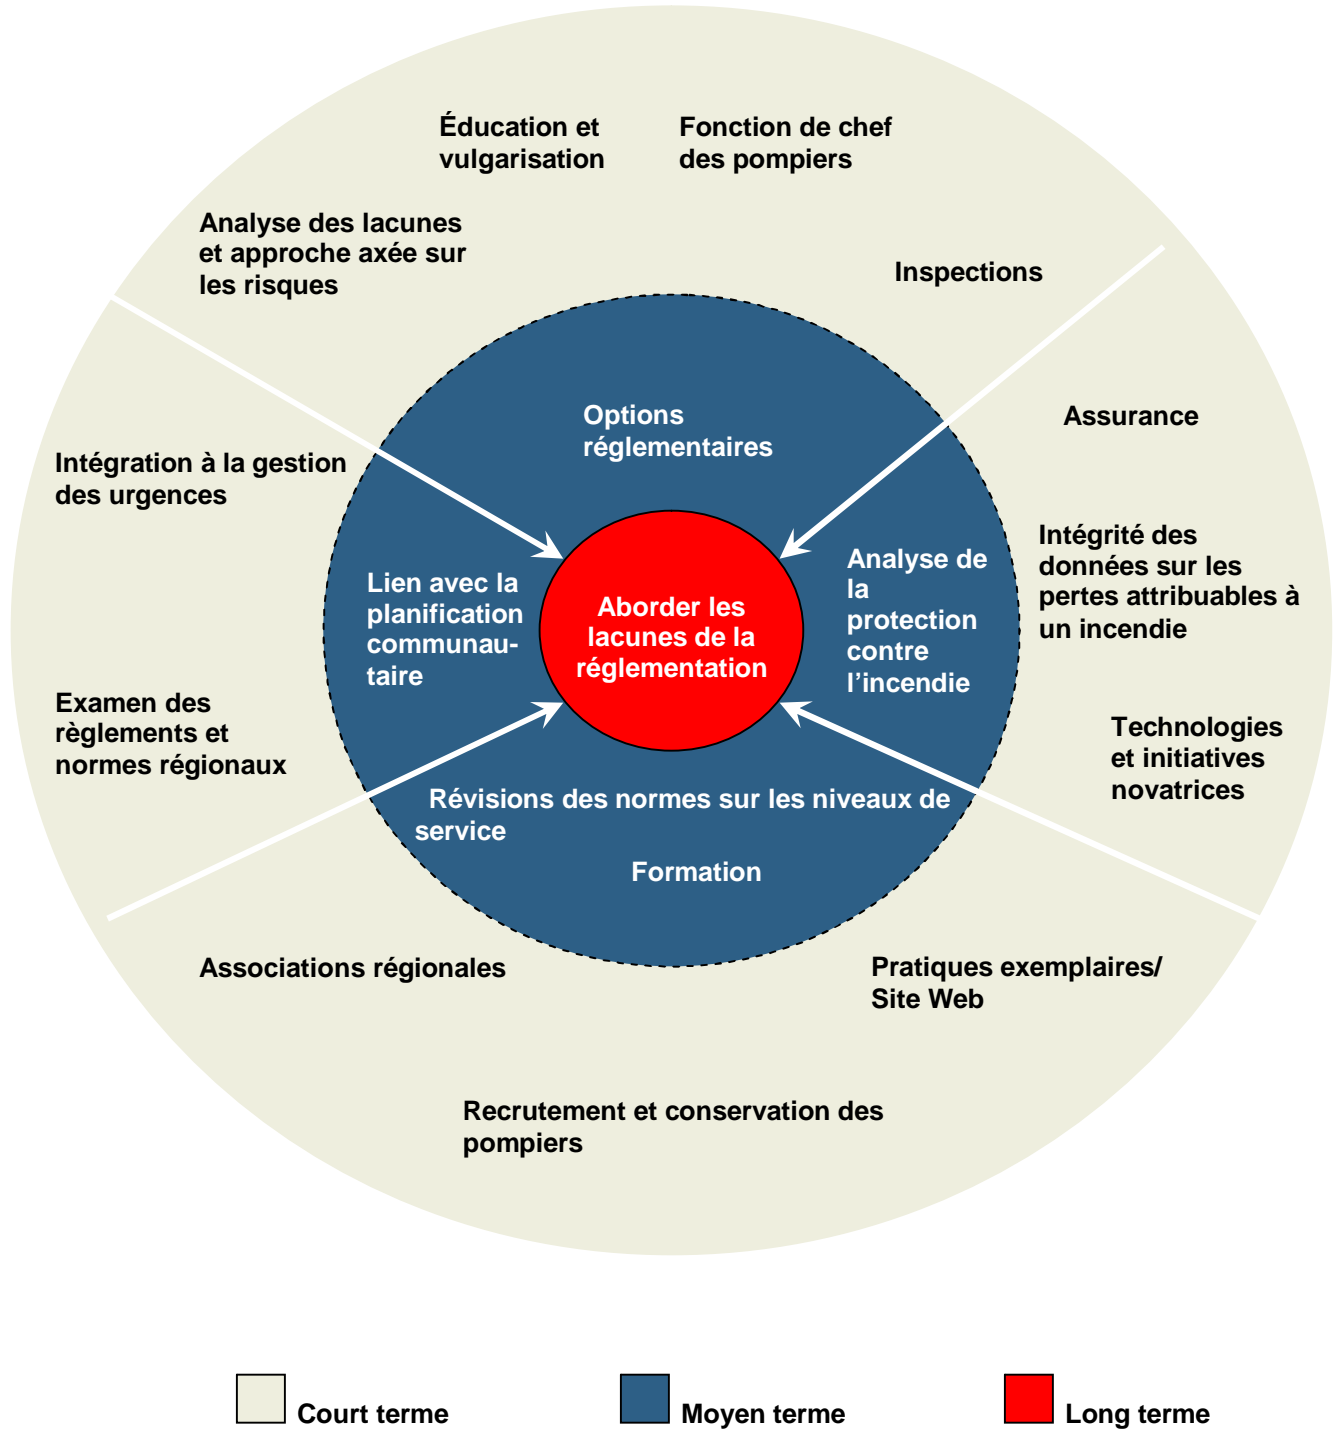 Éducation et
vulgarisation
Fonction de chef
des pompiers
Analyse des lacunes
et approche axée sur
les risques
Inspections
Options
réglementaires
Assurance
Intégration à la gestion
des urgences
Intégrité des
données sur les
pertes attribuables à
un incendie
Lien avec la
planification
communau-
taire
Aborder les
lacunes de la
réglementation
Analyse de
la
protection
contre
l'incendie
Examen des
règlements et
normes régionaux
Technologies
et initiatives
novatrices
Révisions des normes sur les niveaux de
service
Formation
Associations régionales
Pratiques exemplaires/
Site Web
Recrutement et conservation des
pompiers
Court terme
Moyen terme
Long terme